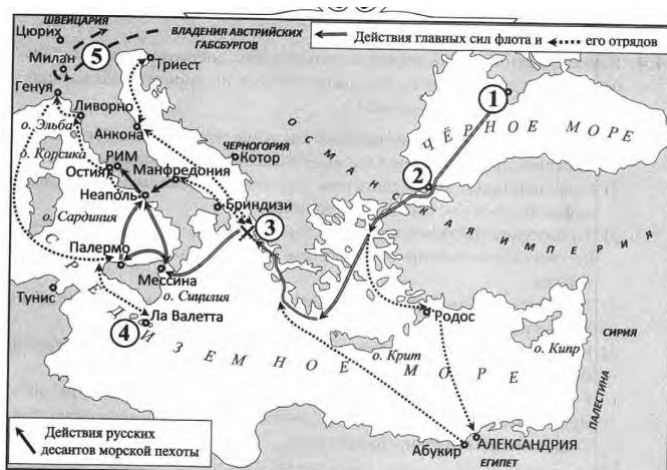 ШВЕЙЦАРИЯ
Цюрих
ВЛАДЕНИЯ АВСТРИЙСКИХ
ГАБСБУРГОВ
5
Действия главных сил флота и
его отрядов
Милан
Триест
Генуя
1
Ливорно
о. Эльба
Анкона
ЧЁРНОЕ МОРЕ
ЧЕРНОГОРИЯ
о. Корсика
РИМ
Котор
ОСМАНСКАЯ ИМПЕРИЯ
Остия
Манфредония
2
Неаполь
Бриндизи
о. Сардиния
3
Палермо
Мессина
Тунис
о. Сицилия
Родос
4
Ла Валетта
СИРИЯ
СРЕДИЗЕМНОЕ МОРЕ
о. Крит
о. Кипр
ПАЛЕСТИНА
Действия русских
десантов морской пехоты
Абукир
АЛЕКСАНДРИЯ
ЕГИПЕТ